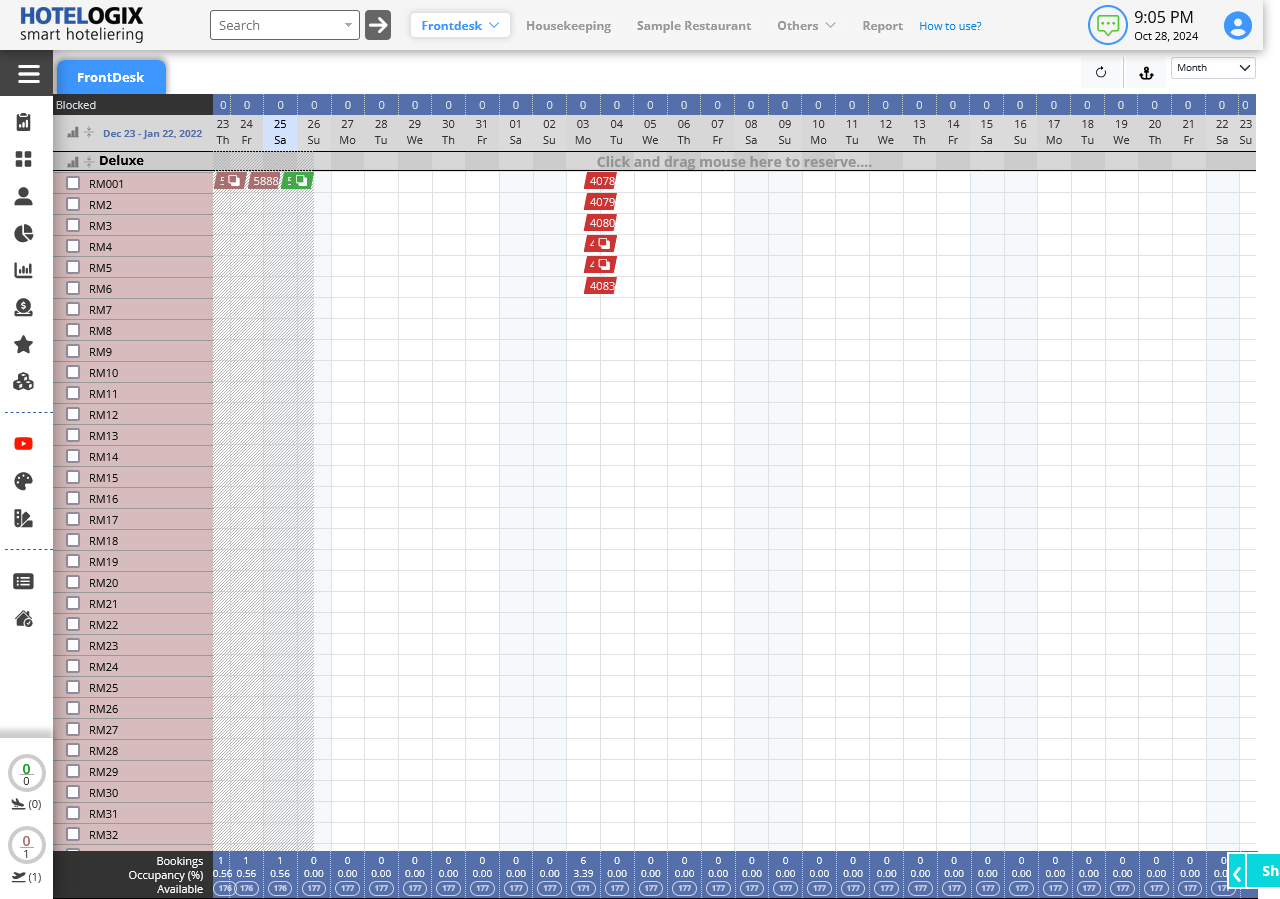 HOTELOGIX
smart hoteliering
Search
Frontdesk
Housekeeping
Sample Restaurant
Others
Report
How to use?
9:05 PM
Oct 28, 2024
FrontDesk
Month
Blocked 0 0 0 0 0 0 0 0 0 0 0 0 0 0 0 0 0 0 0 0 0 0 0 0 0 0 0 0 0 0 0 0
Dec 23 - Jan 22, 2022
23 24 25 26 27 28 29 30 31 01 02 03 04 05 06 07 08 09 10 11 12 13 14 15 16 17 18 19 20 21 22 23
Th Fr Sa Su Mo Tu We Th Fr Sa Su Mo Tu We Th Fr Sa Su Mo Tu We Th Fr Sa Su Mo Tu We Th Fr Sa Su
Deluxe
Click and drag mouse here to reserve....
RM001 5888 4078
RM2 4079
RM3 4080
RM4 4
RM5 4
RM6 4083
RM7
RM8
RM9
RM10
RM11
RM12
RM13
RM14
RM15
RM16
RM17
RM18
RM19
RM20
RM21
RM22
RM23
RM24
RM25
RM26
RM27
RM28
RM29
RM30
RM31
RM32
0
0
(0)
0
1
(1)
Bookings 1 1 1 0 0 0 0 0 0 0 0 6 0 0 0 0 0 0 0 0 0 0 0 0 0 0 0 0 0 0 0
Occupancy (%) 0.56 0.56 0.56 0.00 0.00 0.00 0.00 0.00 0.00 0.00 0.00 3.39 0.00 0.00 0.00 0.00 0.00 0.00 0.00 0.00 0.00 0.00 0.00 0.00 0.00 0.00 0.00 0.00 0.00 0.00 0.0
Available 176 176 176 177 177 177 177 177 177 177 177 171 177 177 177 177 177 177 177 177 177 177 177 177 177 177 177 177 177 177
Sh